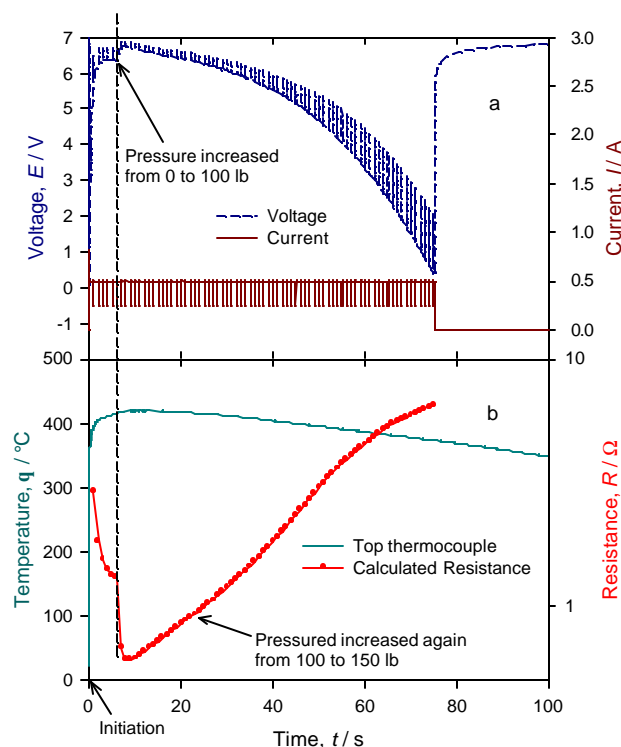 7
6
5
4
3
2
1
0
-1
Voltage, E / V
a
Pressure increased
from 0 to 100 lb
Voltage
Current
3.0
2.5
2.0
1.5
1.0
0.5
0.0
Current, I / A
500
400
300
200
100
0
Temperature, q / °C
b
Top thermocouple
Calculated Resistance
Pressured increased again
from 100 to 150 lb
10
1
Resistance, R / Ω
0
20
40
60
80
100
Initiation
Time, t / s